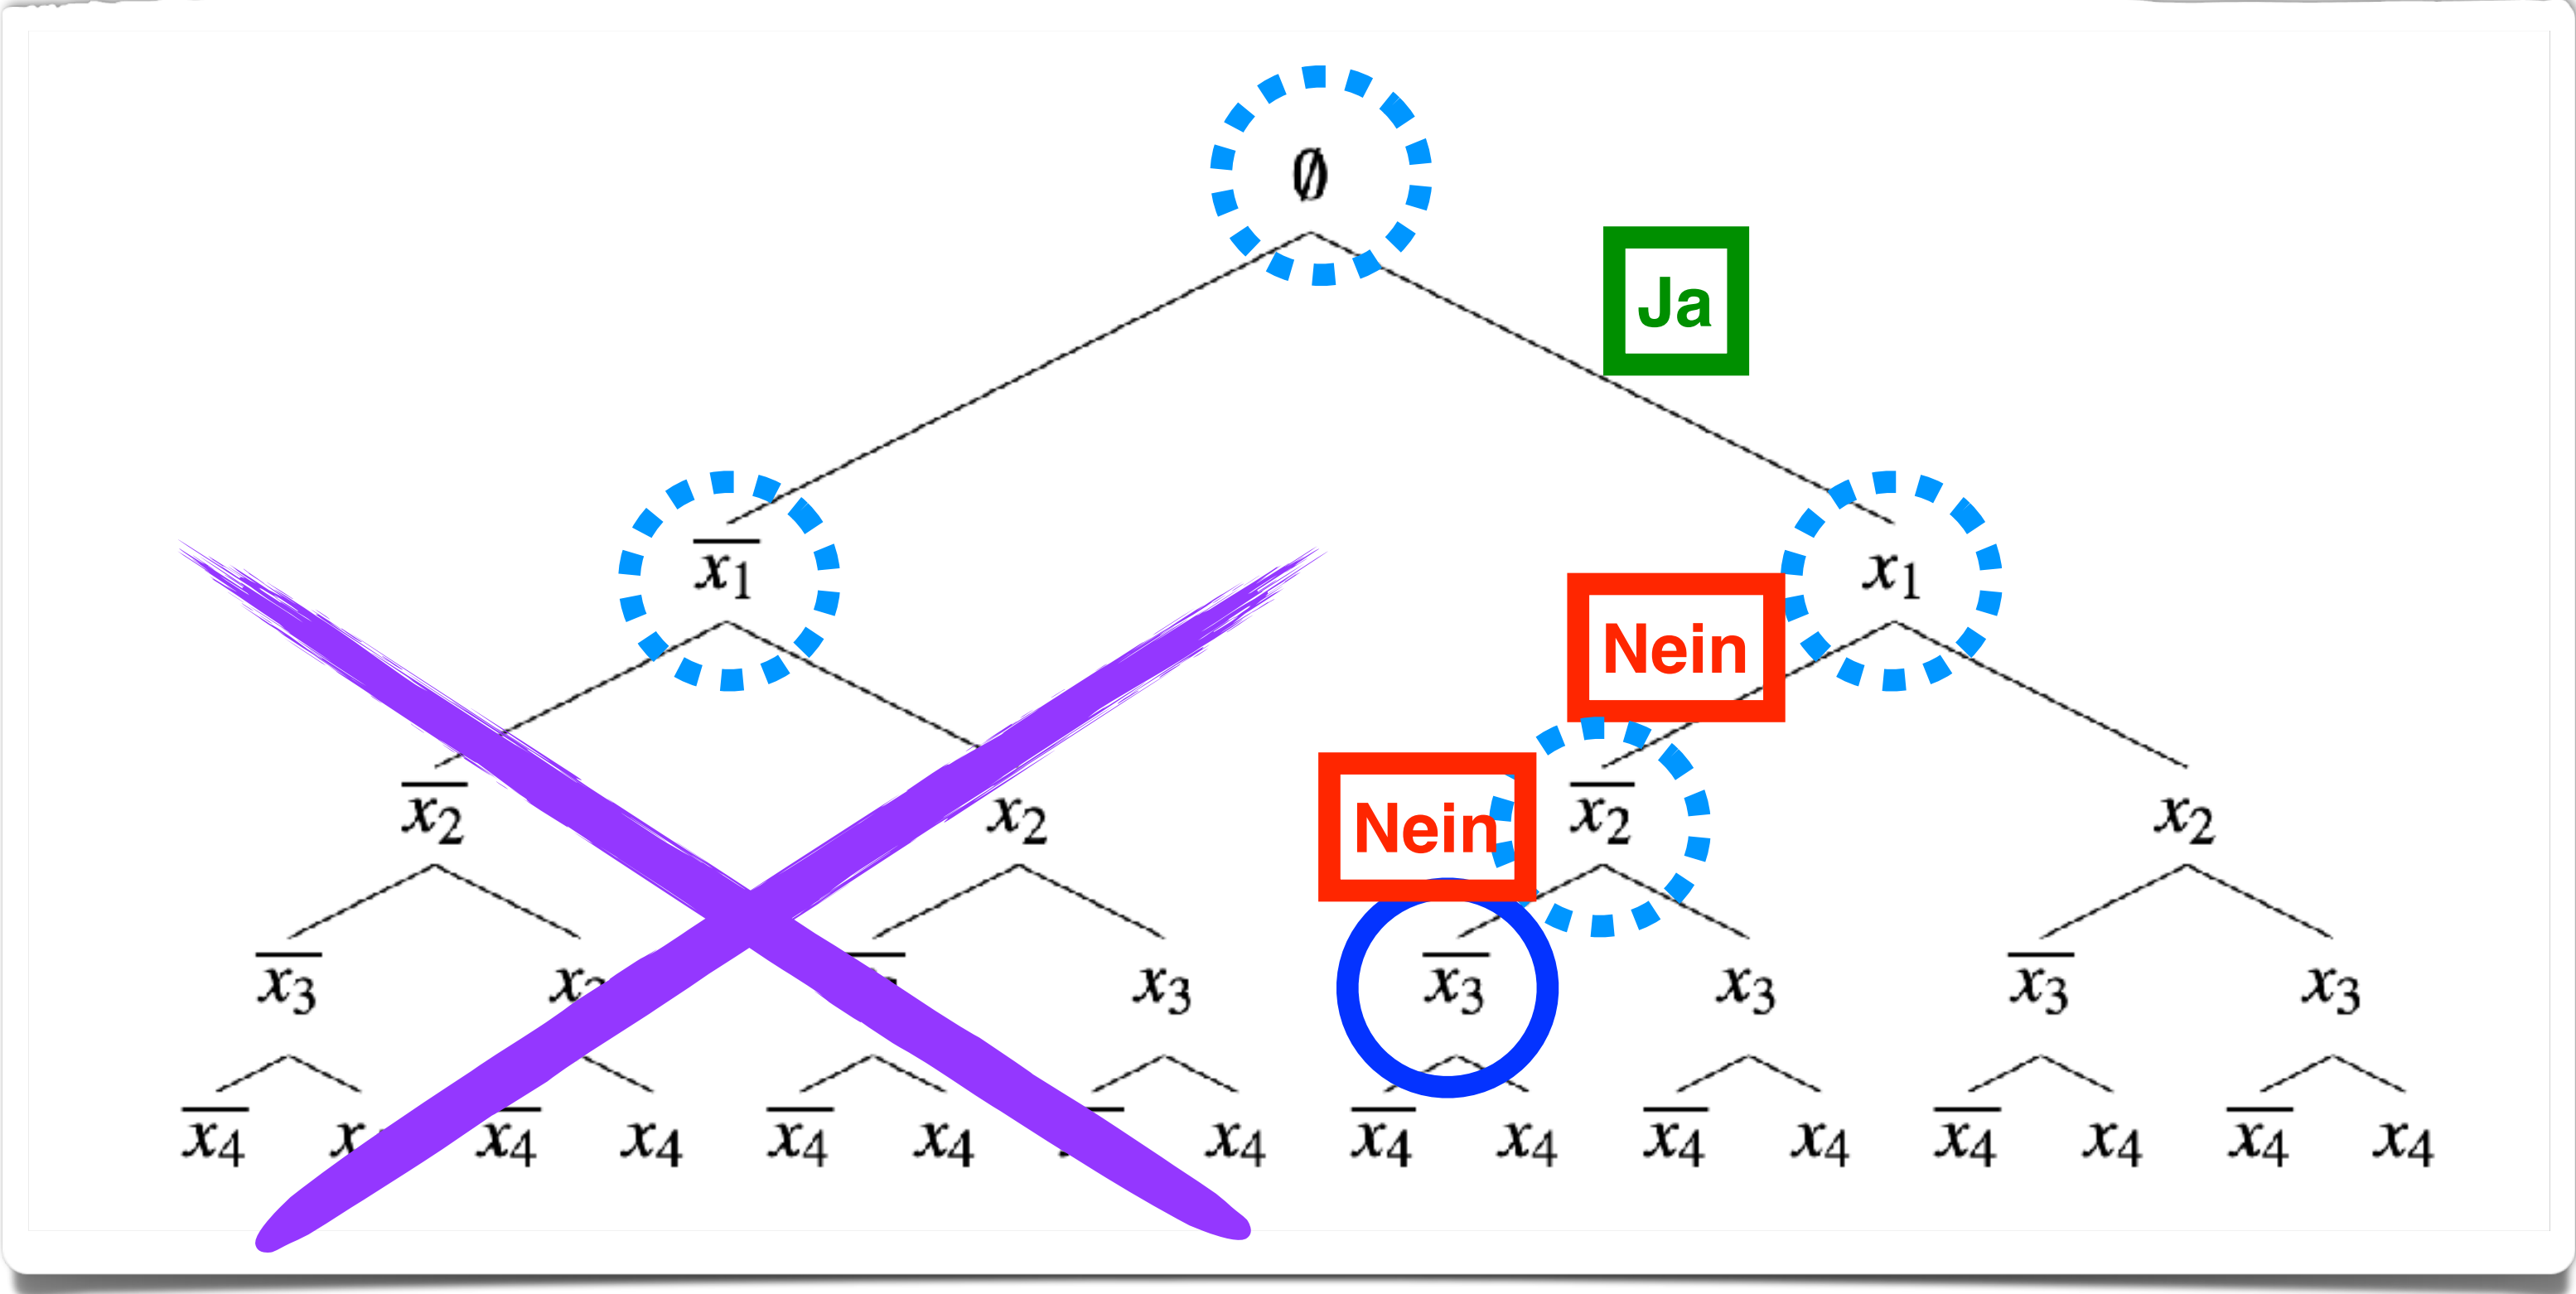 ∅
Ja
x̅₁ x₁
Nein
Nein
x̅₂ x₂ x̅₂ x₂
x̅₃ x₃ x̅₃ x₃ x̅₃ x₃
x̅₄ x̅₄ x₄ x̅₄ x₄ x₄ x̅₄ x₄ x̅₄ x₄ x̅₄ x₄ x̅₄ x₄